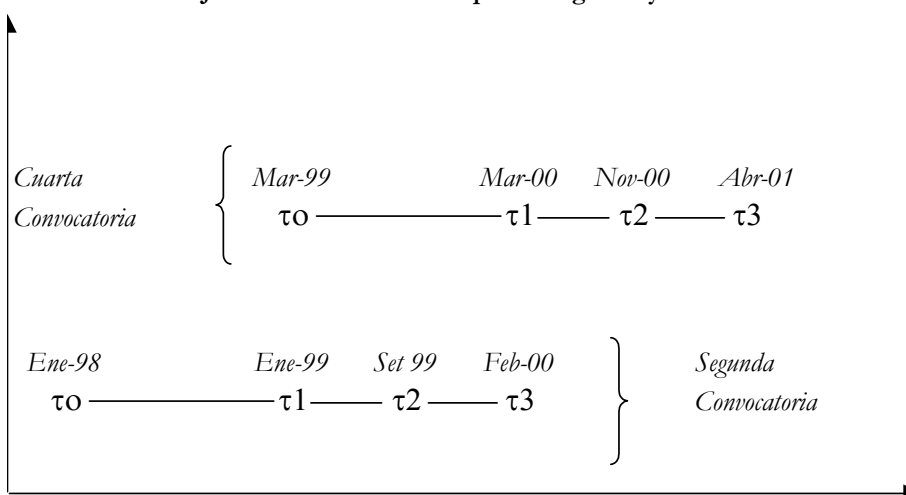 Cuarta
Convocatoria
Mar-99 Mar-00 Nov-00 Abr-01
τo τ1 τ2 τ3
Ene-98 Ene-99 Set 99 Feb-00
τo τ1 τ2 τ3
Segunda
Convocatoria